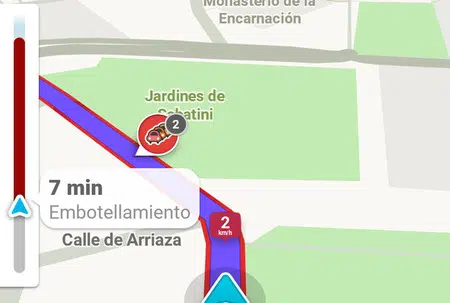 Monasterio de la
Encarnación
Jardines de
Sabatini
2
7 min
Embotellamiento
2
km/h
Calle de Arriaza